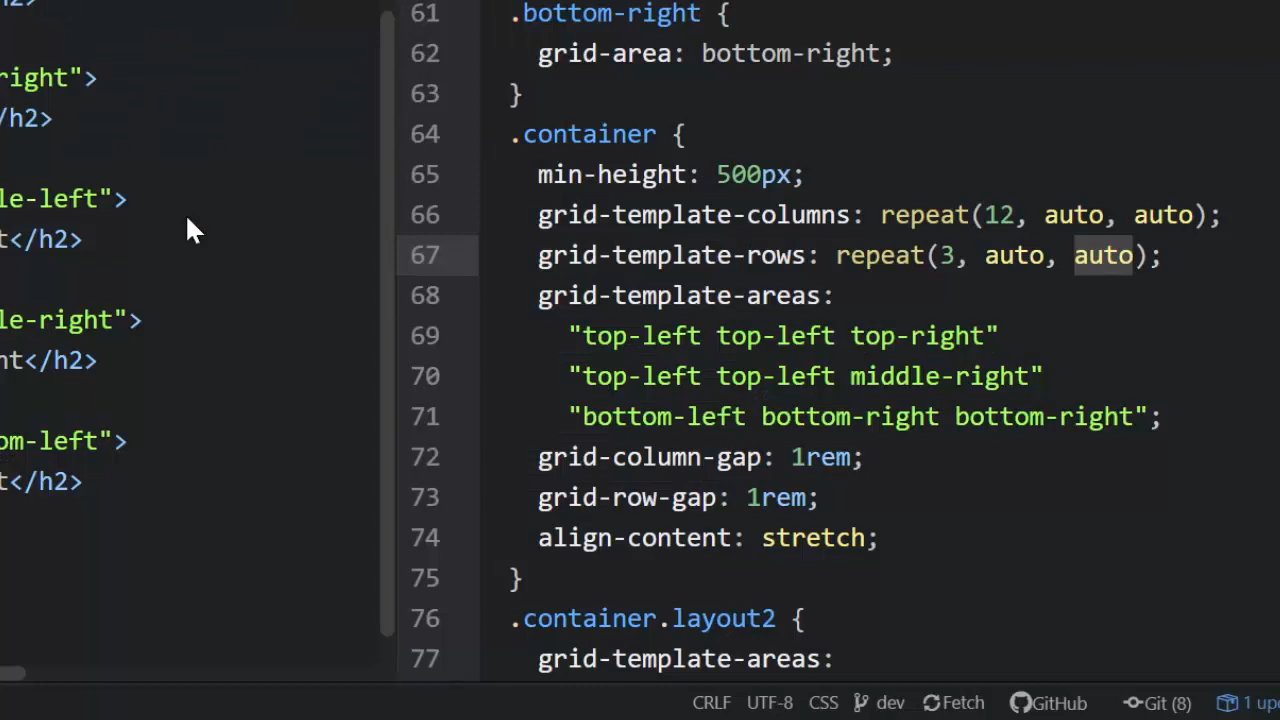 h2>
right">
/h2>
le-left">
t</h2>
le-right">
nt</h2>
om-left">
t</h2>
61 .bottom-right {
62 grid-area: bottom-right;
63 }
64 .container {
65 min-height: 500px;
66 grid-template-columns: repeat(12, auto, auto);
67 grid-template-rows: repeat(3, auto, auto);
68 grid-template-areas:
69 "top-left top-left top-right"
70 "top-left top-left middle-right"
71 "bottom-left bottom-right bottom-right";
72 grid-column-gap: 1rem;
73 grid-row-gap: 1rem;
74 align-content: stretch;
75 }
76 .container.layout2 {
77 grid-template-areas:
CRLF UTF-8 CSS dev Fetch GitHub Git (8) 1 up